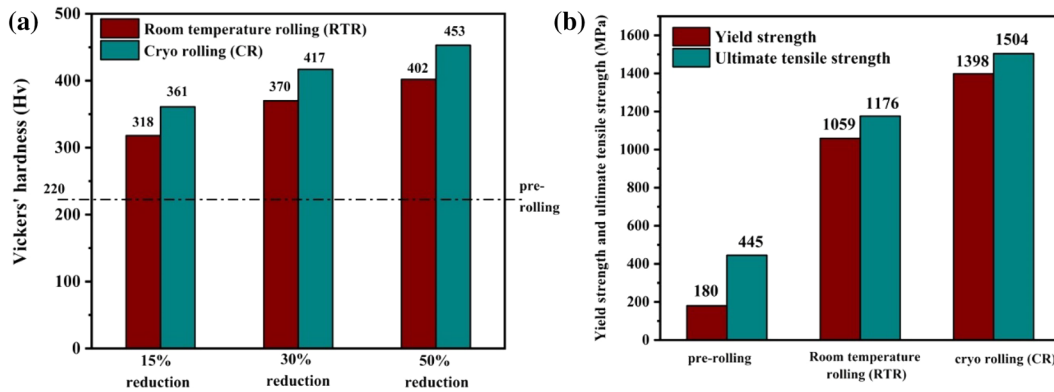 (a)
Vickers' hardness (Hv)
500
450
400
300
200
100
0
Room temperature rolling (RTR)
Cryo rolling (CR)
318
361
370
417
402
453
220
pre-
rolling
15%
reduction
30%
reduction
50%
reduction
(b)
Yield strength and ultimate tensile strength (MPa)
1600
1400
1200
1000
800
600
400
200
0
Yield strength
Ultimate tensile strength
180
445
1059
1176
1398
1504
pre-rolling
Room temperature
rolling (RTR)
cryo rolling (CR)